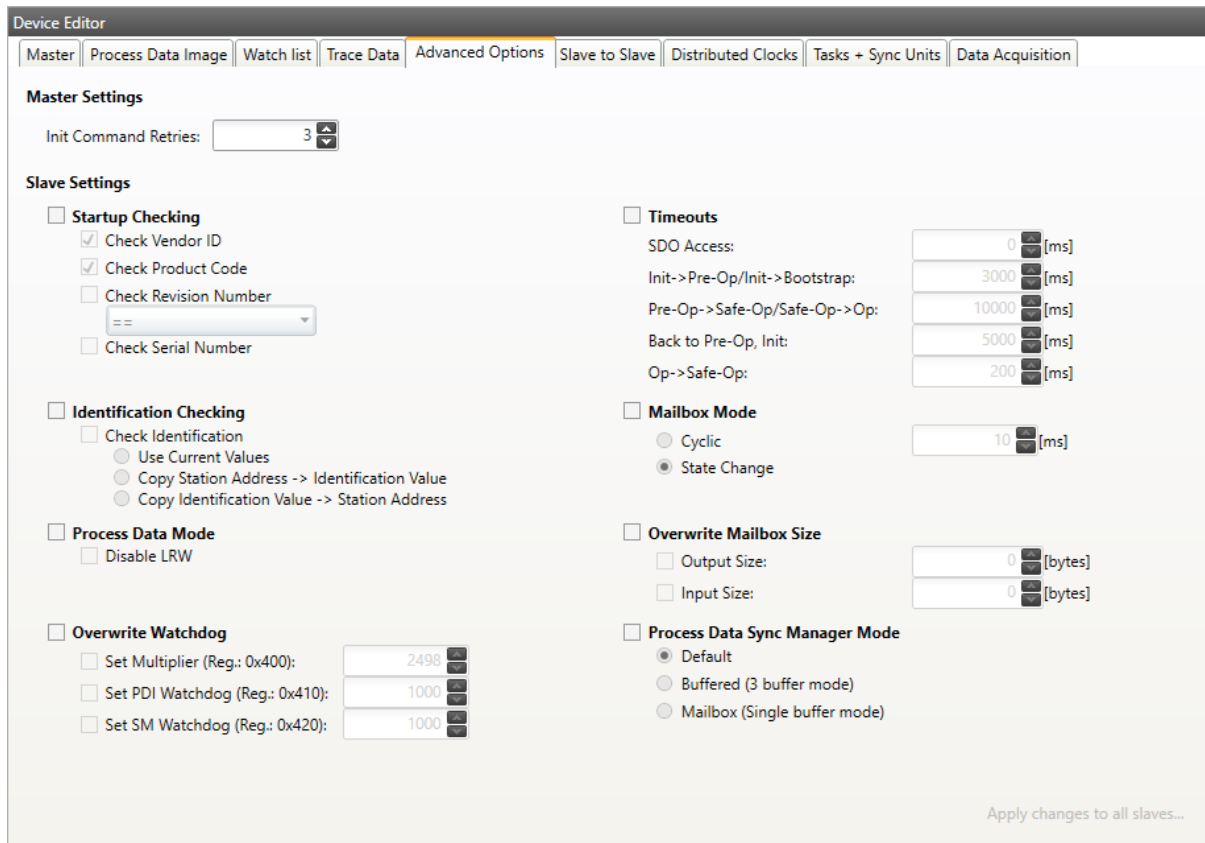 Device Editor
Master Process Data Image Watch list Trace Data Advanced Options Slave to Slave Distributed Clocks Tasks + Sync Units Data Acquisition
Master Settings
Init Command Retries: 3
Slave Settings
Startup Checking
Check Vendor ID
Check Product Code
Check Revision Number
==
Check Serial Number
Timeouts
SDO Access: 0 [ms]
Init->Pre-Op/Init->Bootstrap: 3000 [ms]
Pre-Op->Safe-Op/Safe-Op->Op: 10000 [ms]
Back to Pre-Op, Init: 5000 [ms]
Op->Safe-Op: 200 [ms]
Identification Checking
Check Identification
Use Current Values
Copy Station Address -> Identification Value
Copy Identification Value -> Station Address
Mailbox Mode
Cyclic 10 [ms]
State Change
Process Data Mode
Disable LRW
Overwrite Mailbox Size
Output Size: 0 [bytes]
Input Size: 0 [bytes]
Overwrite Watchdog
Set Multiplier (Reg.: 0x400): 2498
Set PDI Watchdog (Reg.: 0x410): 1000
Set SM Watchdog (Reg.: 0x420): 1000
Process Data Sync Manager Mode
Default
Buffered (3 buffer mode)
Mailbox (Single buffer mode)
Apply changes to all slaves...